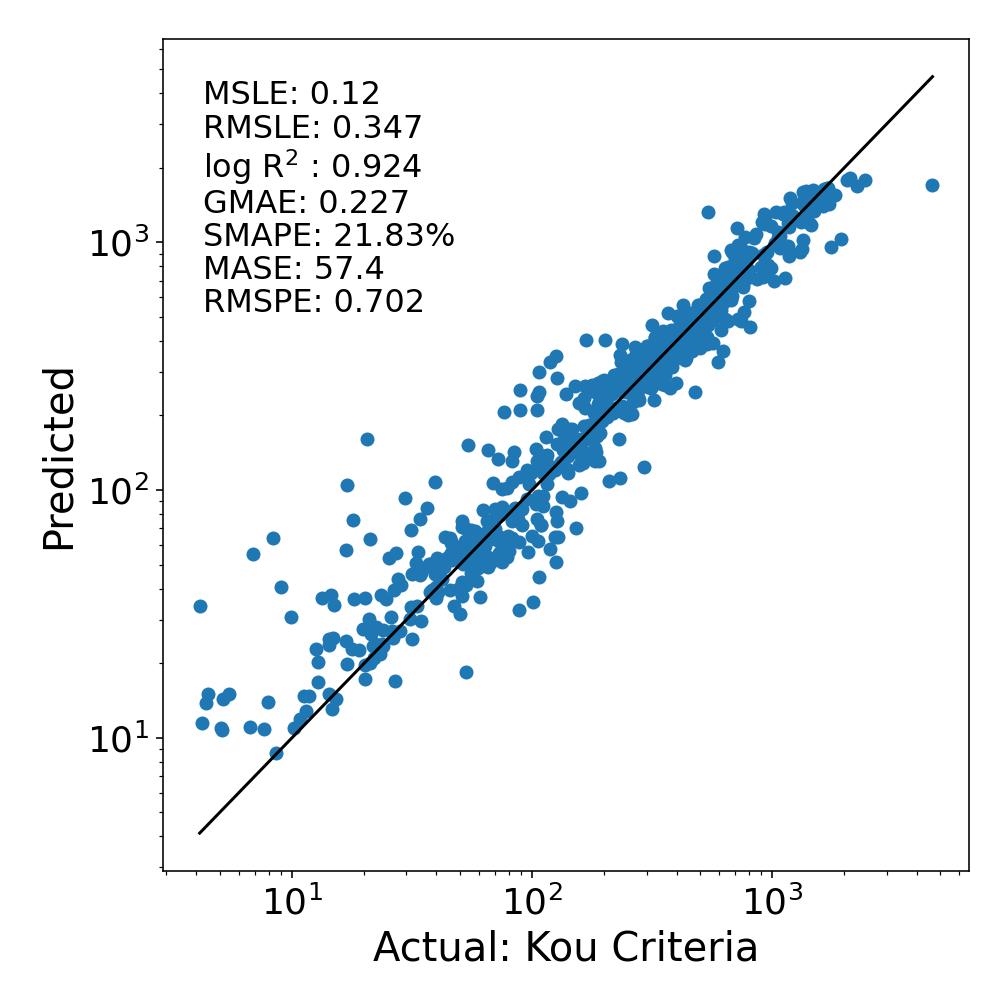 MSLE: 0.12
RMSLE: 0.347
log R² : 0.924
GMAE: 0.227
SMAPE: 21.83%
MASE: 57.4
RMSPE: 0.702
10³
10²
10¹
Predicted
10¹ 10² 10³
Actual: Kou Criteria